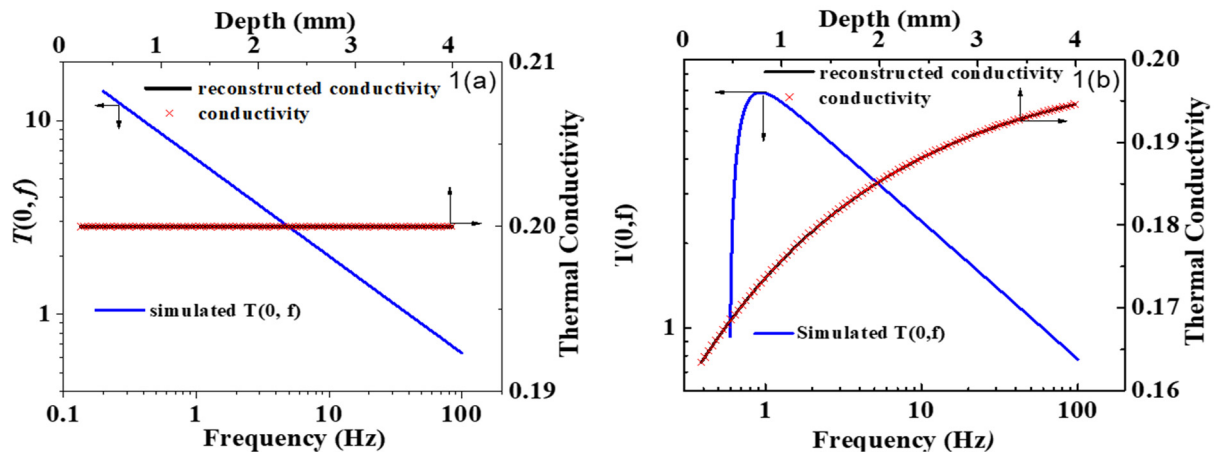 Depth (mm)
0 1 2 3 4
1(a)
0.21
reconstructed conductivity
conductivity
10
T(0,f)
0.20
Thermal Conductivity
simulated T(0, f)
1
0.19
0.1 1 10 100
Frequency (Hz)
Depth (mm)
0 1 2 3 4
0.20
1(b)
reconstructed conductivity
conductivity
0.19
T(0,f)
0.18
Thermal Conductivity
0.17
Simulated T(0,f)
1
0.16
1 10 100
Frequency (Hz)